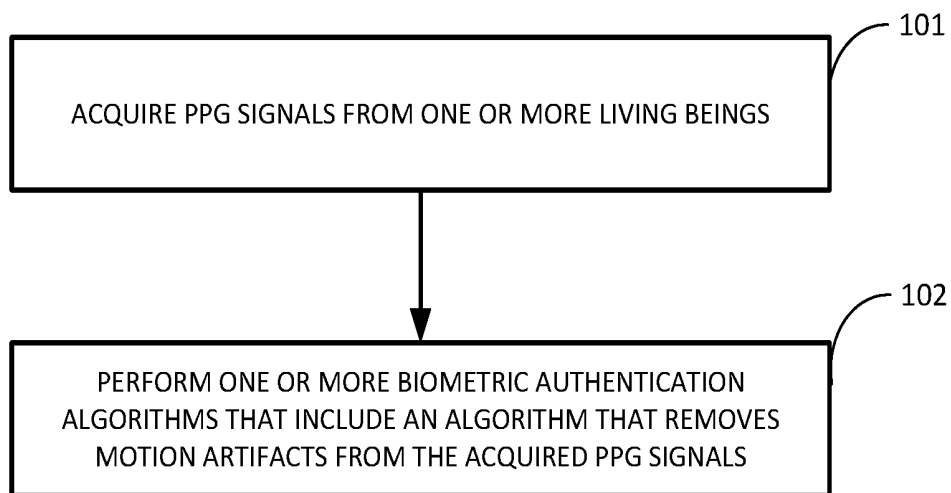 101
ACQUIRE PPG SIGNALS FROM ONE OR MORE LIVING BEINGS
102
PERFORM ONE OR MORE BIOMETRIC AUTHENTICATION
ALGORITHMS THAT INCLUDE AN ALGORITHM THAT REMOVES
MOTION ARTIFACTS FROM THE ACQUIRED PPG SIGNALS